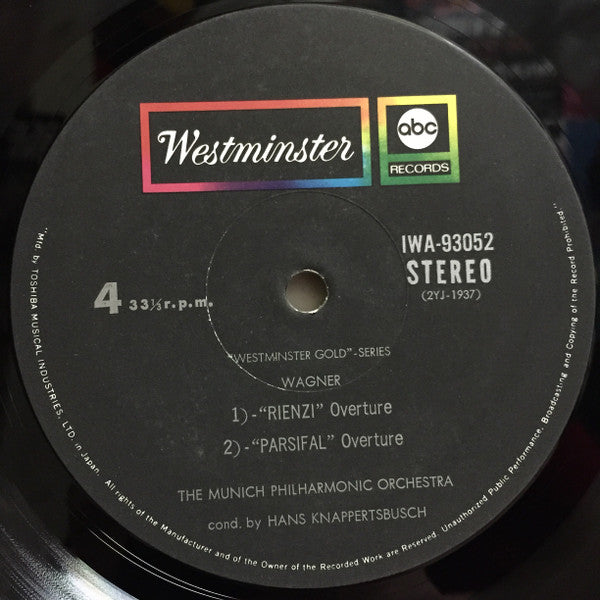 Westminster
abc
RECORDS
IWA-93052
STEREO
(2YJ-1937)
4 33⅓ r.p.m.
"WESTMINSTER GOLD"-SERIES
WAGNER
1)-"RIENZI" Overture
2)-"PARSIFAL" Overture
THE MUNICH PHILHARMONIC ORCHESTRA
cond. by HANS KNAPPERTSBUSCH
"Mfd. by TOSHIBA MUSICAL INDUSTRIES, LTD. in Japan. All rights of the Manufacturer and of the Owner of the Recorded Work are Reserved. Unauthorized Public Performance, Broadcasting and Copying of the Record Prohibited."